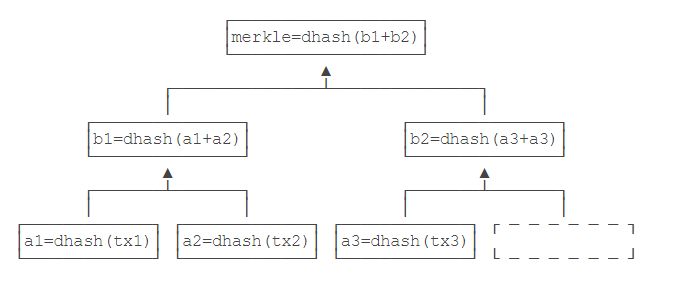 merkle=dhash(b1+b2)
b1=dhash(a1+a2)
b2=dhash(a3+a3)
a1=dhash(tx1)
a2=dhash(tx2)
a3=dhash(tx3)